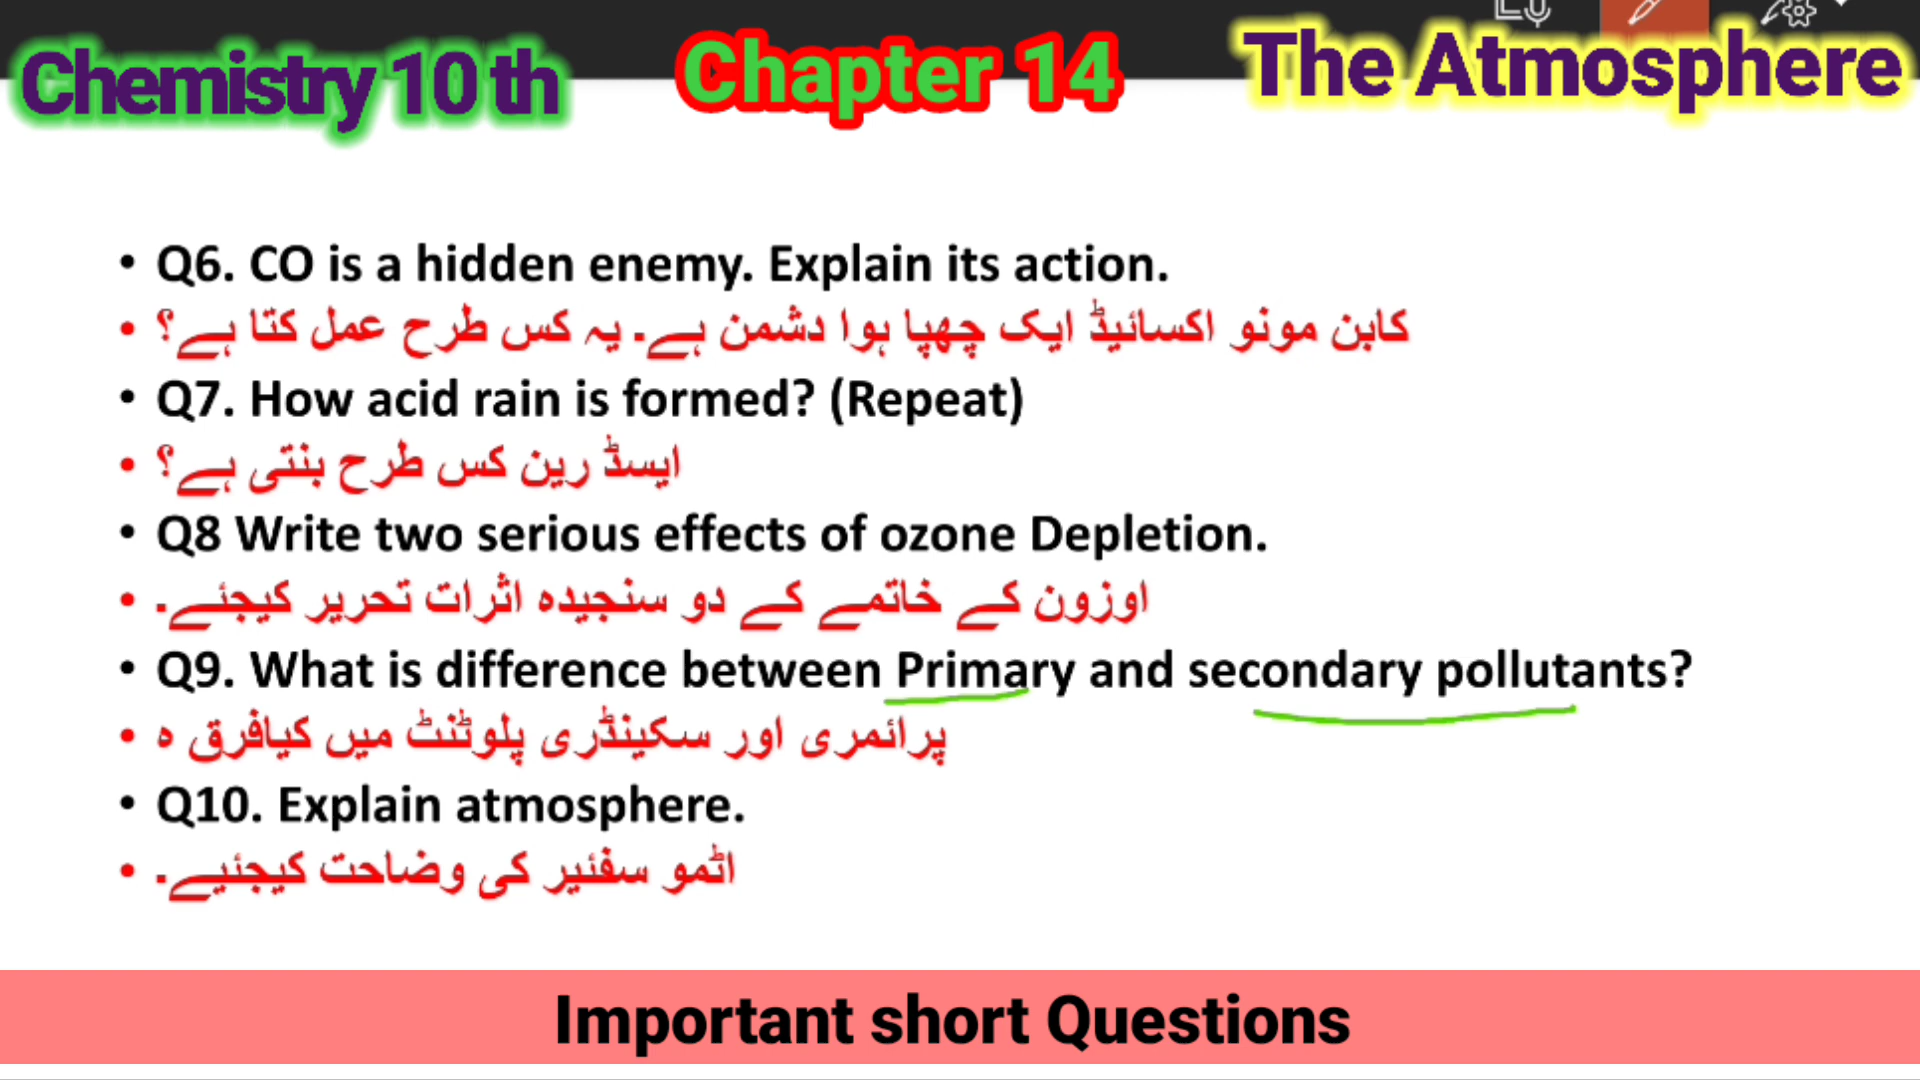 Chemistry 10 th
Chapter 14
The Atmosphere
• Q6. CO is a hidden enemy. Explain its action.
• کابن مونو اکسائیڈ ایک چھپا ہوا دشمن ہے۔ یہ کس طرح عمل کتا ہے؟
• Q7. How acid rain is formed? (Repeat)
• ایسڈ رین کس طرح بنتی ہے؟
• Q8 Write two serious effects of ozone Depletion.
• اوزون کے خاتمے کے دو سنجیدہ اثرات تحریر کیجئے۔
• Q9. What is difference between Primary and secondary pollutants?
• پرائمری اور سکینڈری پلوٹنٹ میں کیافرق ہ
• Q10. Explain atmosphere.
• اٹمو سفئیر کی وضاحت کیجئیے۔
Important short Questions